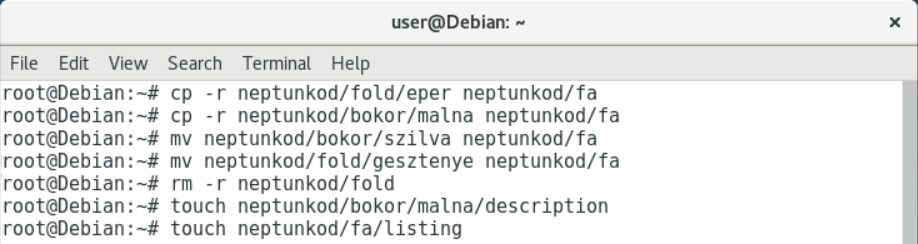 user@Debian: ~
File Edit View Search Terminal Help
root@Debian:~# cp -r neptunkod/fold/eper neptunkod/fa
root@Debian:~# cp -r neptunkod/bokor/malna neptunkod/fa
root@Debian:~# mv neptunkod/bokor/szilva neptunkod/fa
root@Debian:~# mv neptunkod/fold/gesztenye neptunkod/fa
root@Debian:~# rm -r neptunkod/fold
root@Debian:~# touch neptunkod/bokor/malna/description
root@Debian:~# touch neptunkod/fa/listing